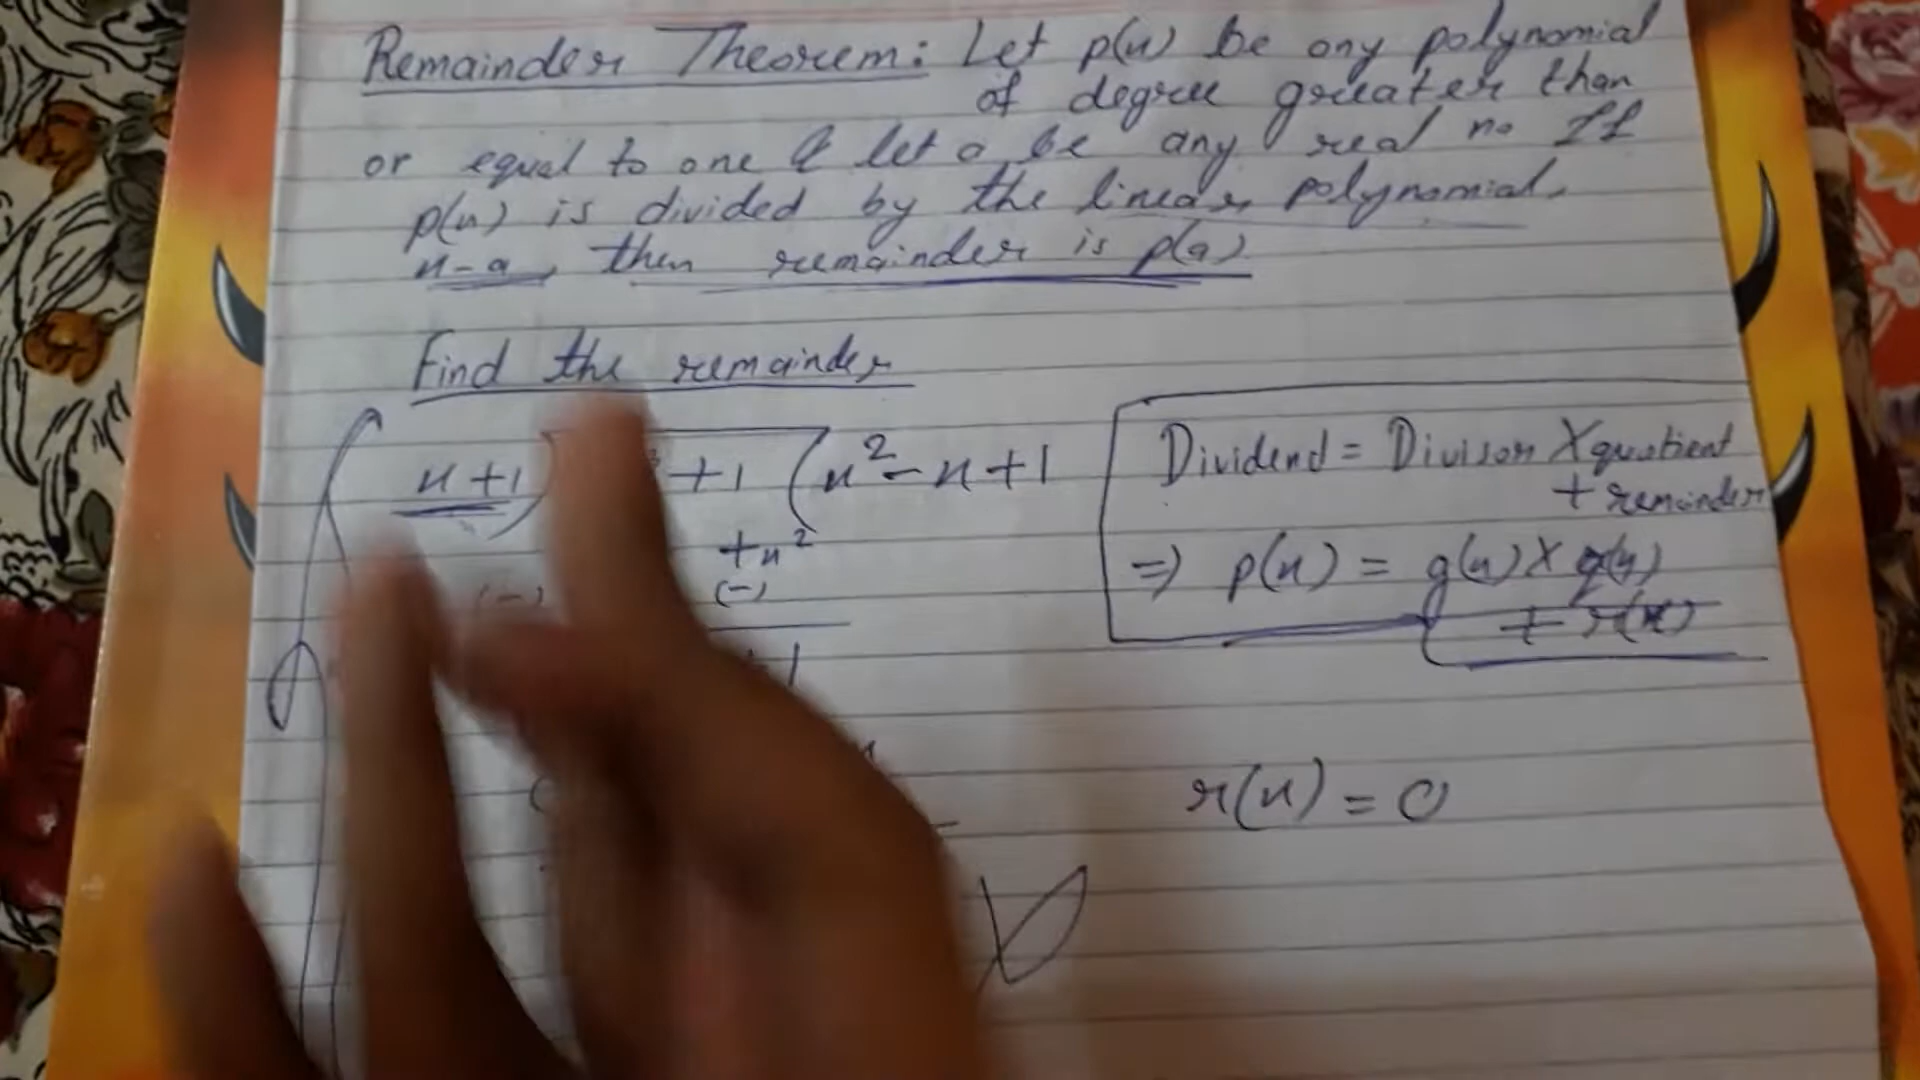 Remainder Theorem: Let p(x) be any polynomial
of degree greater than
or equal to one & let a be any real no If
p(x) is divided by the linear polynomial
x-a, then remainder is p(a)
Find the remainder
x+1) +1 (x²-x+1
+x²
(-) (-)
Dividend = Divisor X quotient
+ remainder
=) p(x) = g(x) X q(x)
+ r(x)
r(x) = 0